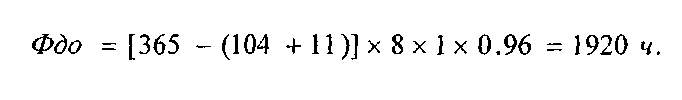 Фдо = [365 − (104 + 11)] × 8 × 1 × 0.96 = 1920 ч.